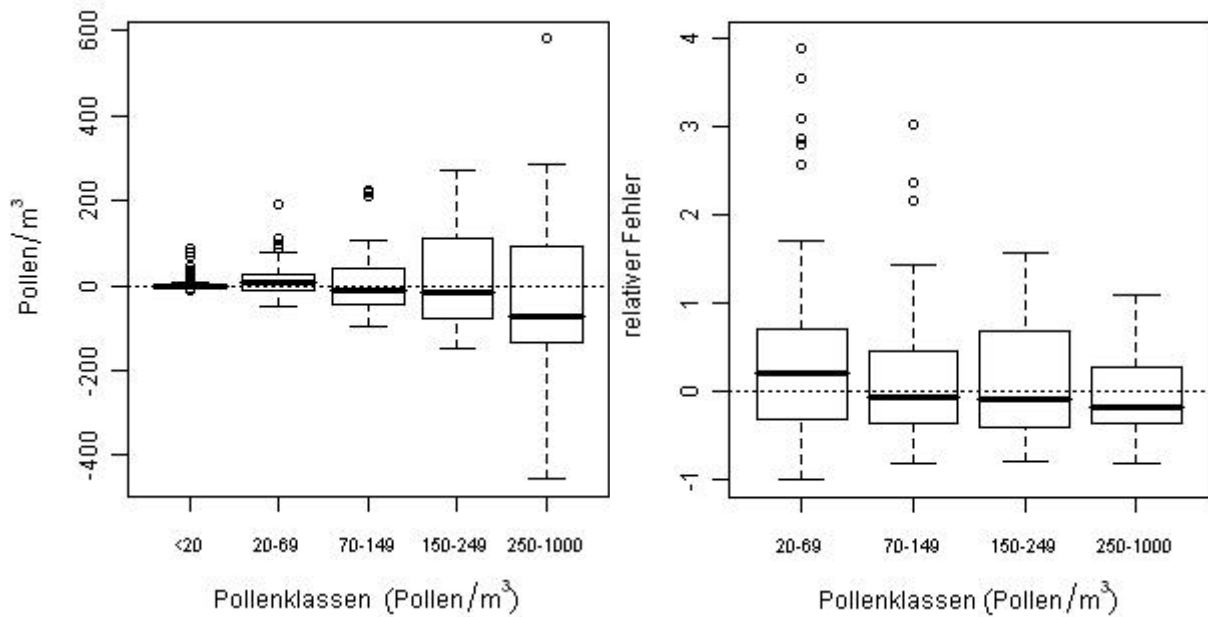 Pollen/m³
600
400
200
0
-200
-400
<20 20-69 70-149 150-249 250-1000
Pollenklassen (Pollen/m³)
relativer Fehler
4
3
2
1
0
-1
20-69 70-149 150-249 250-1000
Pollenklassen (Pollen/m³)